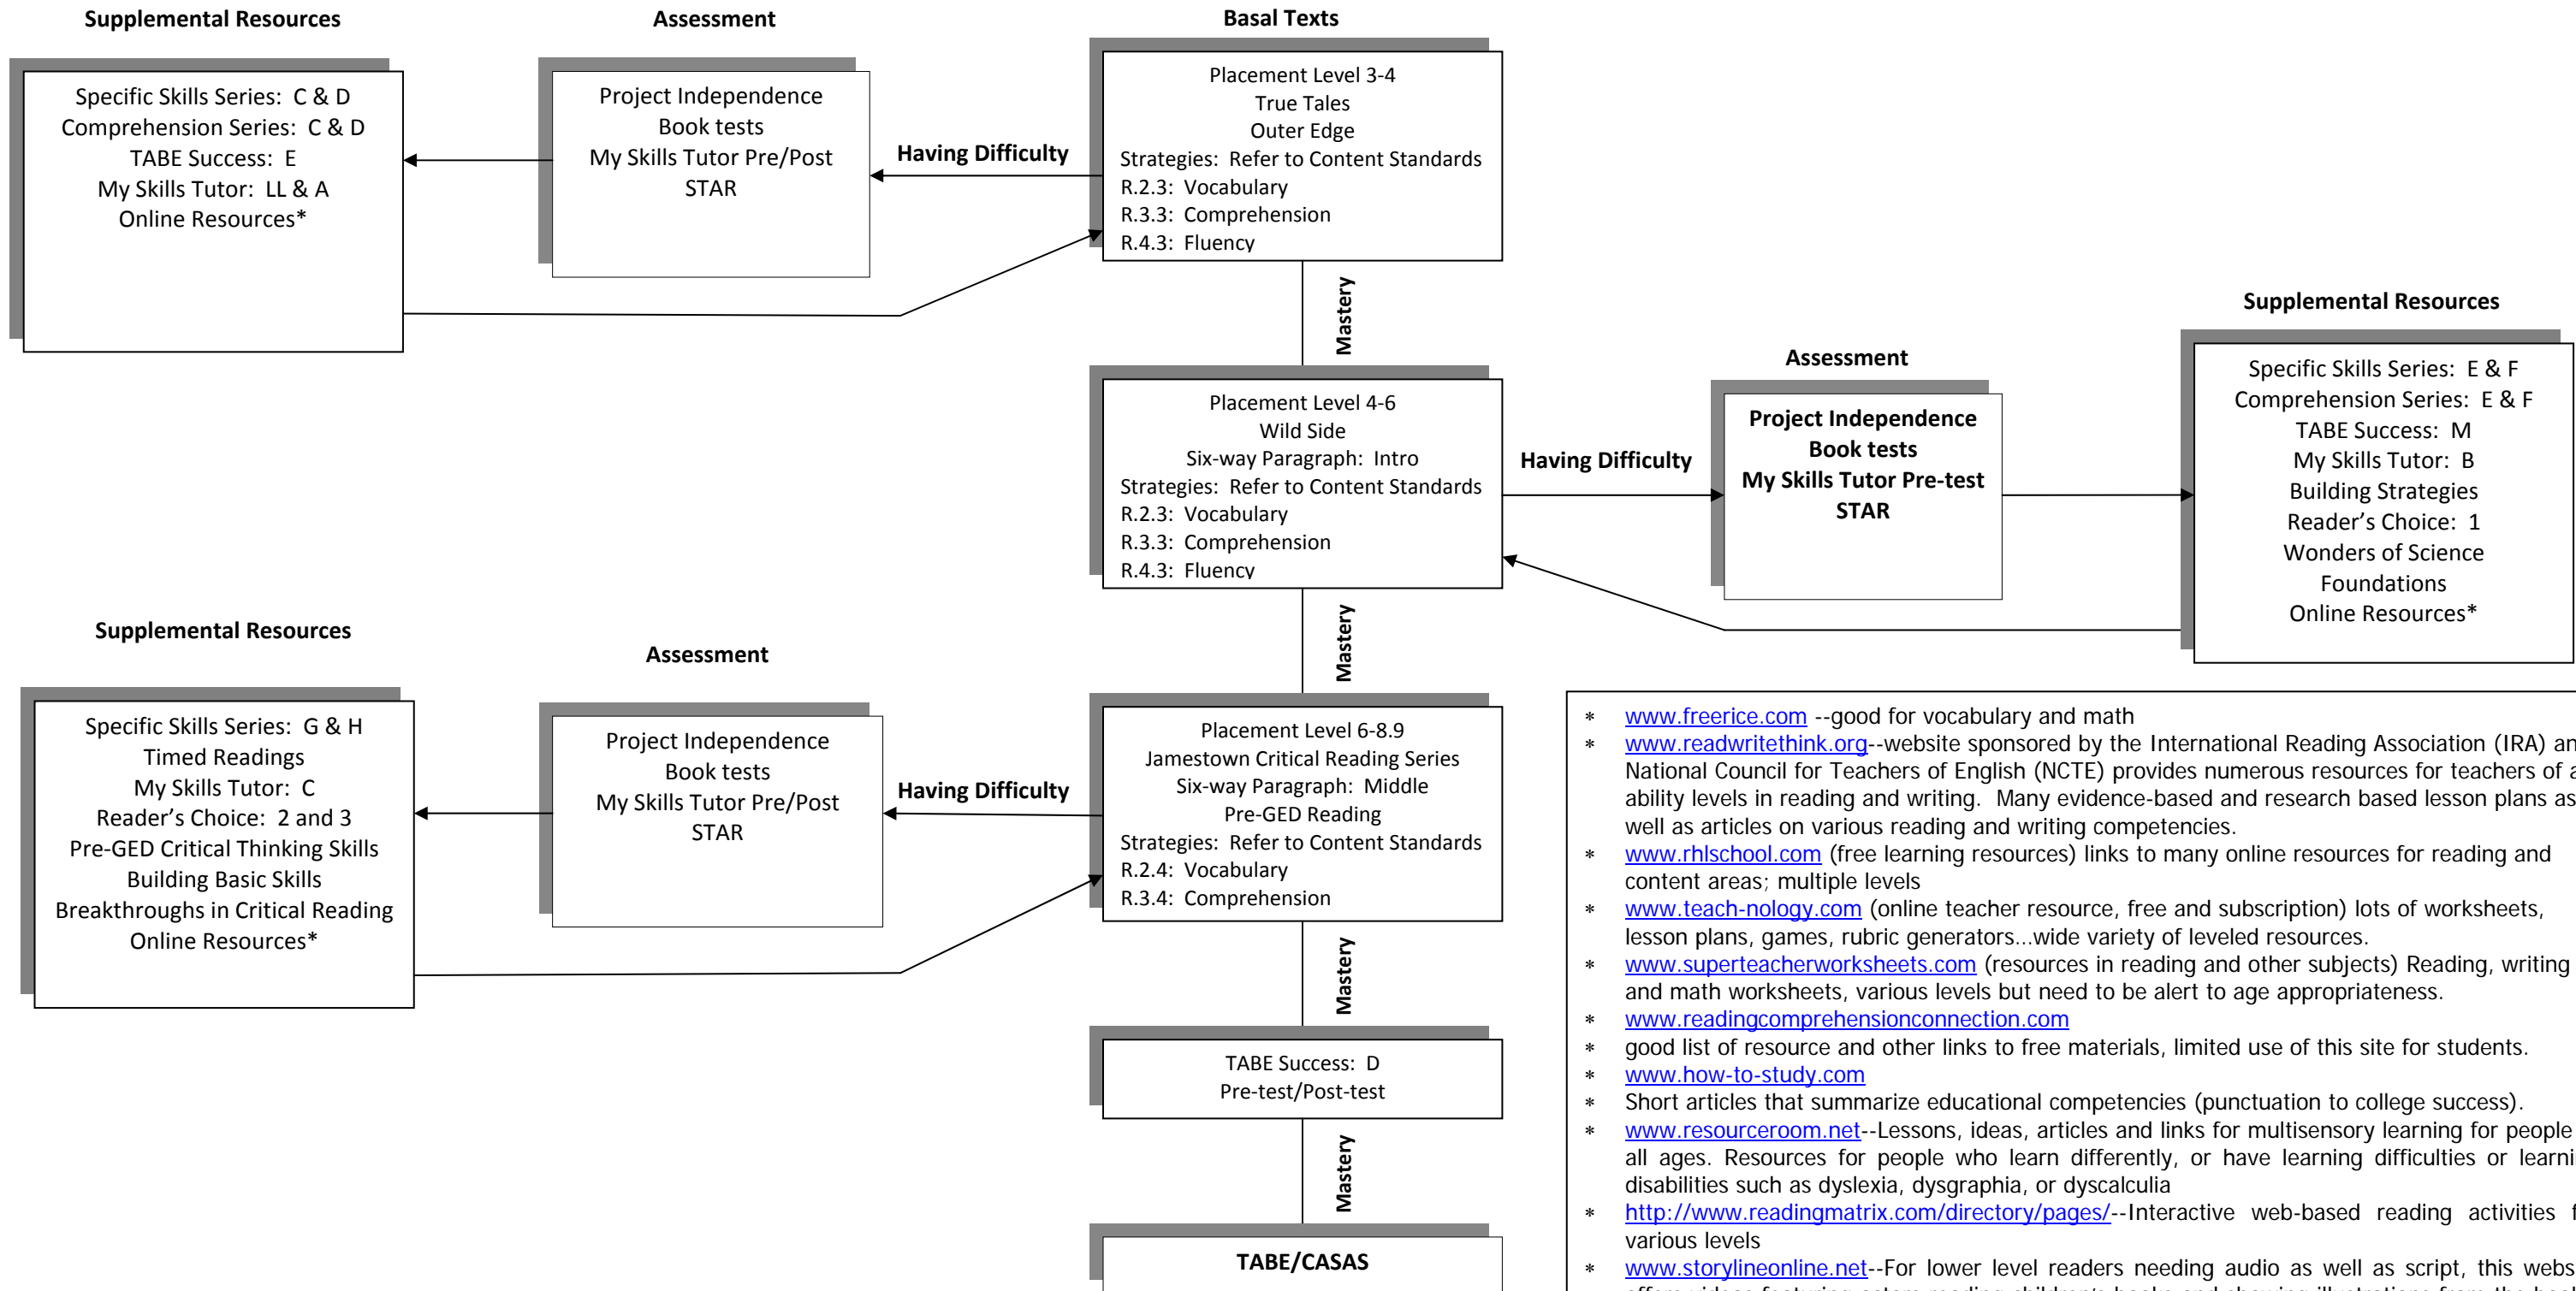 Supplemental Resources
Assessment
Basal Texts
Specific Skills Series: C & D
Comprehension Series: C & D
TABE Success: E
My Skills Tutor: LL & A
Online Resources*
Project Independence
Book tests
My Skills Tutor Pre/Post
STAR
Having Difficulty
Placement Level 3-4
True Tales
Outer Edge
Strategies: Refer to Content Standards
R.2.3: Vocabulary
R.3.3: Comprehension
R.4.3: Fluency
Mastery
Placement Level 4-6
Wild Side
Six-way Paragraph: Intro
Strategies: Refer to Content Standards
R.2.3: Vocabulary
R.3.3: Comprehension
R.4.3: Fluency
Having Difficulty
Assessment
Project Independence
Book tests
My Skills Tutor Pre-test
STAR
Supplemental Resources
Specific Skills Series: E & F
Comprehension Series: E & F
TABE Success: M
My Skills Tutor: B
Building Strategies
Reader’s Choice: 1
Wonders of Science
Foundations
Online Resources*
Mastery
Supplemental Resources
Assessment
Specific Skills Series: G & H
Timed Readings
My Skills Tutor: C
Reader’s Choice: 2 and 3
Pre-GED Critical Thinking Skills
Building Basic Skills
Breakthroughs in Critical Reading
Online Resources*
Project Independence
Book tests
My Skills Tutor Pre/Post
STAR
Having Difficulty
Placement Level 6-8.9
Jamestown Critical Reading Series
Six-way Paragraph: Middle
Pre-GED Reading
Strategies: Refer to Content Standards
R.2.4: Vocabulary
R.3.4: Comprehension
Mastery
TABE Success: D
Pre-test/Post-test
Mastery
TABE/CASAS
* www.freerice.com --good for vocabulary and math
* www.readwritethink.org--website sponsored by the International Reading Association (IRA)
National Council for Teachers of English (NCTE) provides numerous resources for teachers of
ability levels in reading and writing. Many evidence-based and research based lesson plans as
well as articles on various reading and writing competencies.
* www.rhlschool.com (free learning resources) links to many online resources for reading and
content areas; multiple levels
* www.teach-nology.com (online teacher resource, free and subscription) lots of worksheets,
lesson plans, games, rubric generators...wide variety of leveled resources.
* www.superteacherworksheets.com (resources in reading and other subjects) Reading, writing
and math worksheets, various levels but need to be alert to age appropriateness.
* www.readingcomprehensionconnection.com
* good list of resource and other links to free materials, limited use of this site for students.
* www.how-to-study.com
* Short articles that summarize educational competencies (punctuation to college success).
* www.resourceroom.net--Lessons, ideas, articles and links for multisensory learning for people
all ages. Resources for people who learn differently, or have learning difficulties or
disabilities such as dyslexia, dysgraphia, or dyscalculia
* http://www.readingmatrix.com/directory/pages/--Interactive web-based reading activities
various levels
* www.storylineonline.net--For lower level readers needing audio as well as script, this